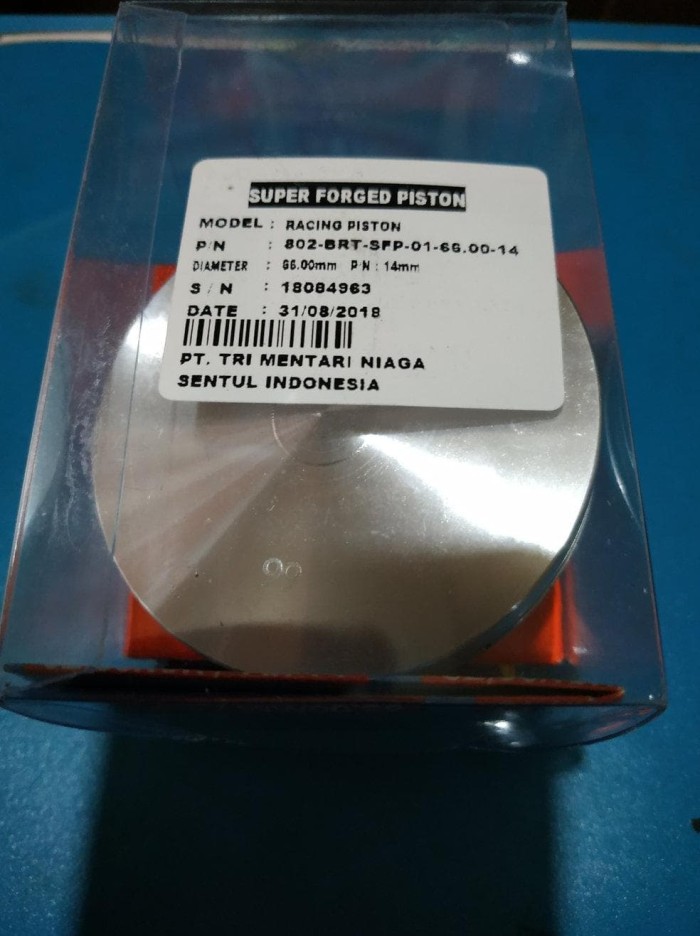 SUPER FORGED PISTON
MODEL : RACING PISTON
P/N : 802-BRT-SFP-01-66.00-14
DIAMETER : 66.00mm PIN : 14mm
S/N : 18084963
DATE : 31/08/2018
PT. TRI MENTARI NIAGA
SENTUL INDONESIA